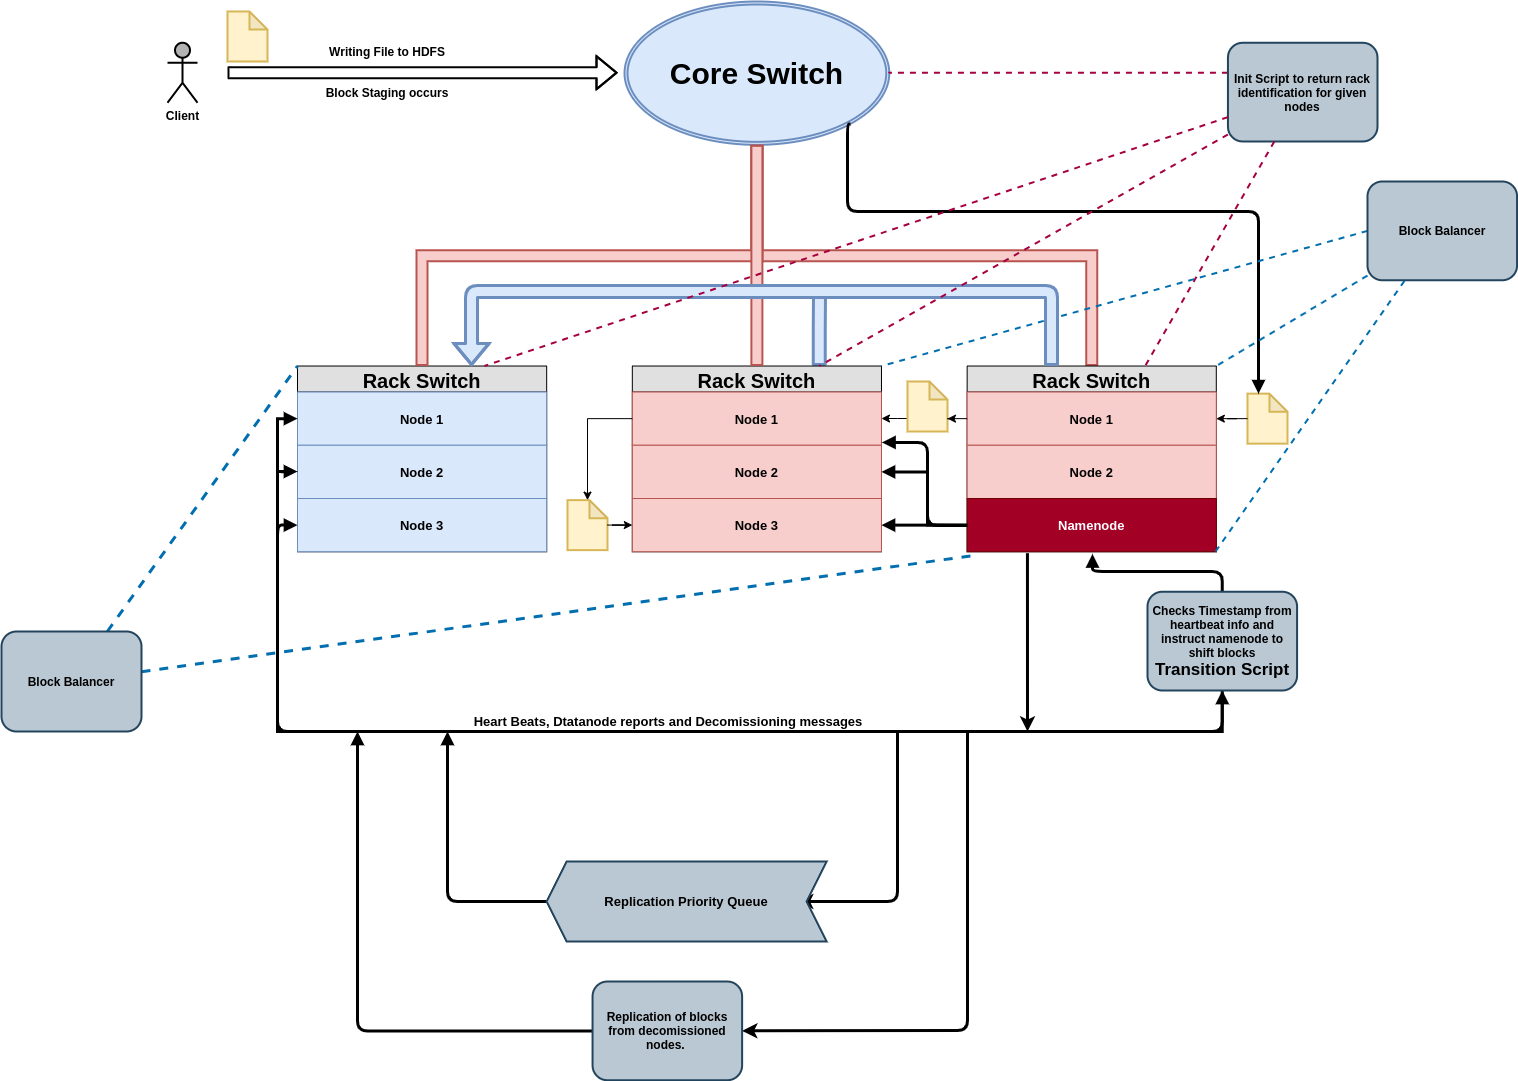 Writing File to HDFS
Block Staging occurs
Client
Core Switch
Init Script to return rack
identification for given
nodes
Block Balancer
Rack Switch
Node 1
Node 2
Node 3
Rack Switch
Node 1
Node 2
Node 3
Rack Switch
Node 1
Node 2
Namenode
Checks Timestamp from
heartbeat info and
instruct namenode to
shift blocks
Transition Script
Block Balancer
Heart Beats, Dtatanode reports and Decomissioning messages
Replication Priority Queue
Replication of blocks
from decomissioned
nodes.